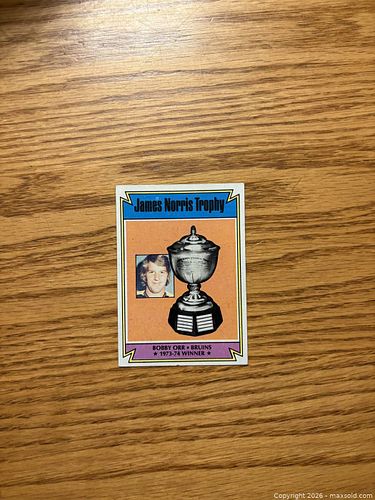 James Norris Trophy
BOBBY ORR • BRUINS
★ 1973-74 WINNER ★
Copyright 2026 - maxsold.com